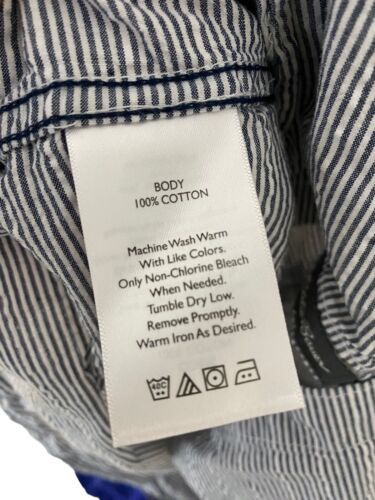 BODY
100% COTTON
Machine Wash Warm
With Like Colors.
Only Non-Chlorine Bleach
When Needed.
Tumble Dry Low.
Remove Promptly.
Warm Iron As Desired.
40C